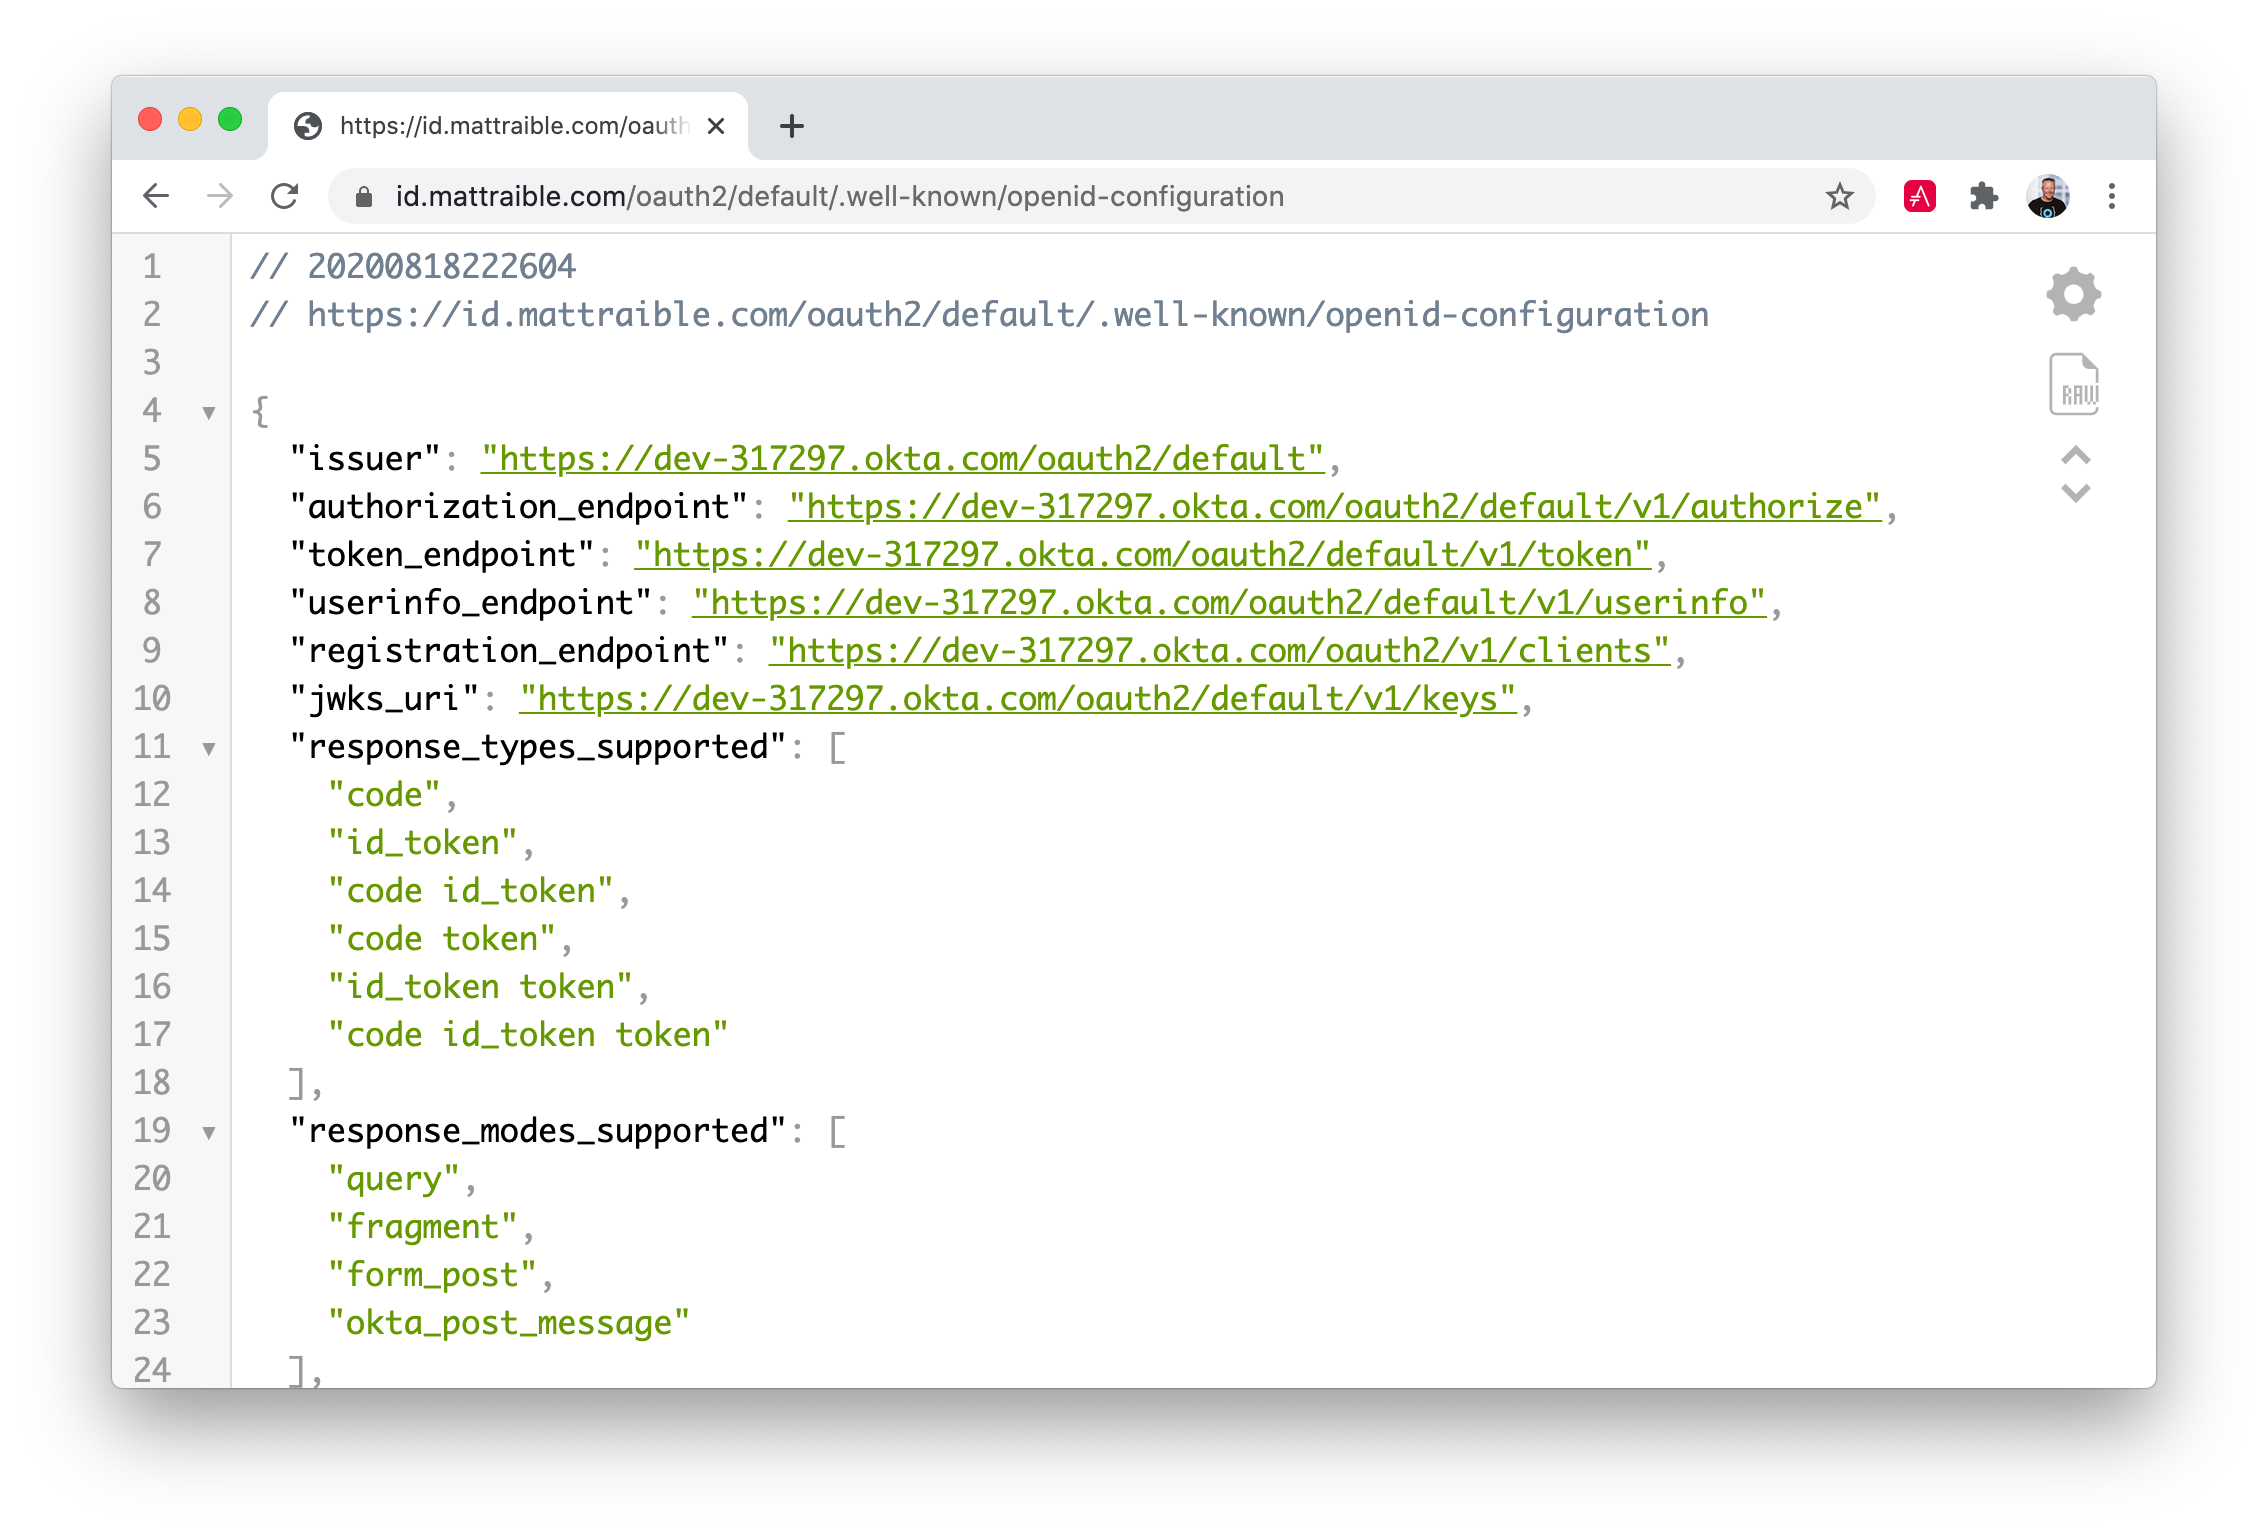 https://id.mattraible.com/oauth
id.mattraible.com/oauth2/default/.well-known/openid-configuration
1 // 20200818222604
2 // https://id.mattraible.com/oauth2/default/.well-known/openid-configuration
3
4 {
5 "issuer": "https://dev-317297.okta.com/oauth2/default",
6 "authorization_endpoint": "https://dev-317297.okta.com/oauth2/default/v1/authorize",
7 "token_endpoint": "https://dev-317297.okta.com/oauth2/default/v1/token",
8 "userinfo_endpoint": "https://dev-317297.okta.com/oauth2/default/v1/userinfo",
9 "registration_endpoint": "https://dev-317297.okta.com/oauth2/v1/clients",
10 "jwks_uri": "https://dev-317297.okta.com/oauth2/default/v1/keys",
11 "response_types_supported": [
12 "code",
13 "id_token",
14 "code id_token",
15 "code token",
16 "id_token token",
17 "code id_token token"
18 ],
19 "response_modes_supported": [
20 "query",
21 "fragment",
22 "form_post",
23 "okta_post_message"
24 ],
RAW